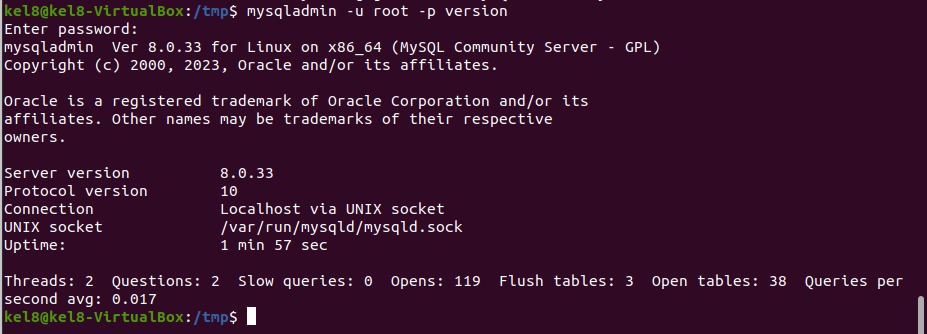 kel8@kel8-VirtualBox:/tmp$ mysqladmin -u root -p version
Enter password:
mysqladmin  Ver 8.0.33 for Linux on x86_64 (MySQL Community Server - GPL)
Copyright (c) 2000, 2023, Oracle and/or its affiliates.

Oracle is a registered trademark of Oracle Corporation and/or its
affiliates. Other names may be trademarks of their respective
owners.

Server version          8.0.33
Protocol version        10
Connection              Localhost via UNIX socket
UNIX socket             /var/run/mysqld/mysqld.sock
Uptime:                 1 min 57 sec

Threads: 2  Questions: 2  Slow queries: 0  Opens: 119  Flush tables: 3  Open tables: 38  Queries per
second avg: 0.017
kel8@kel8-VirtualBox:/tmp$